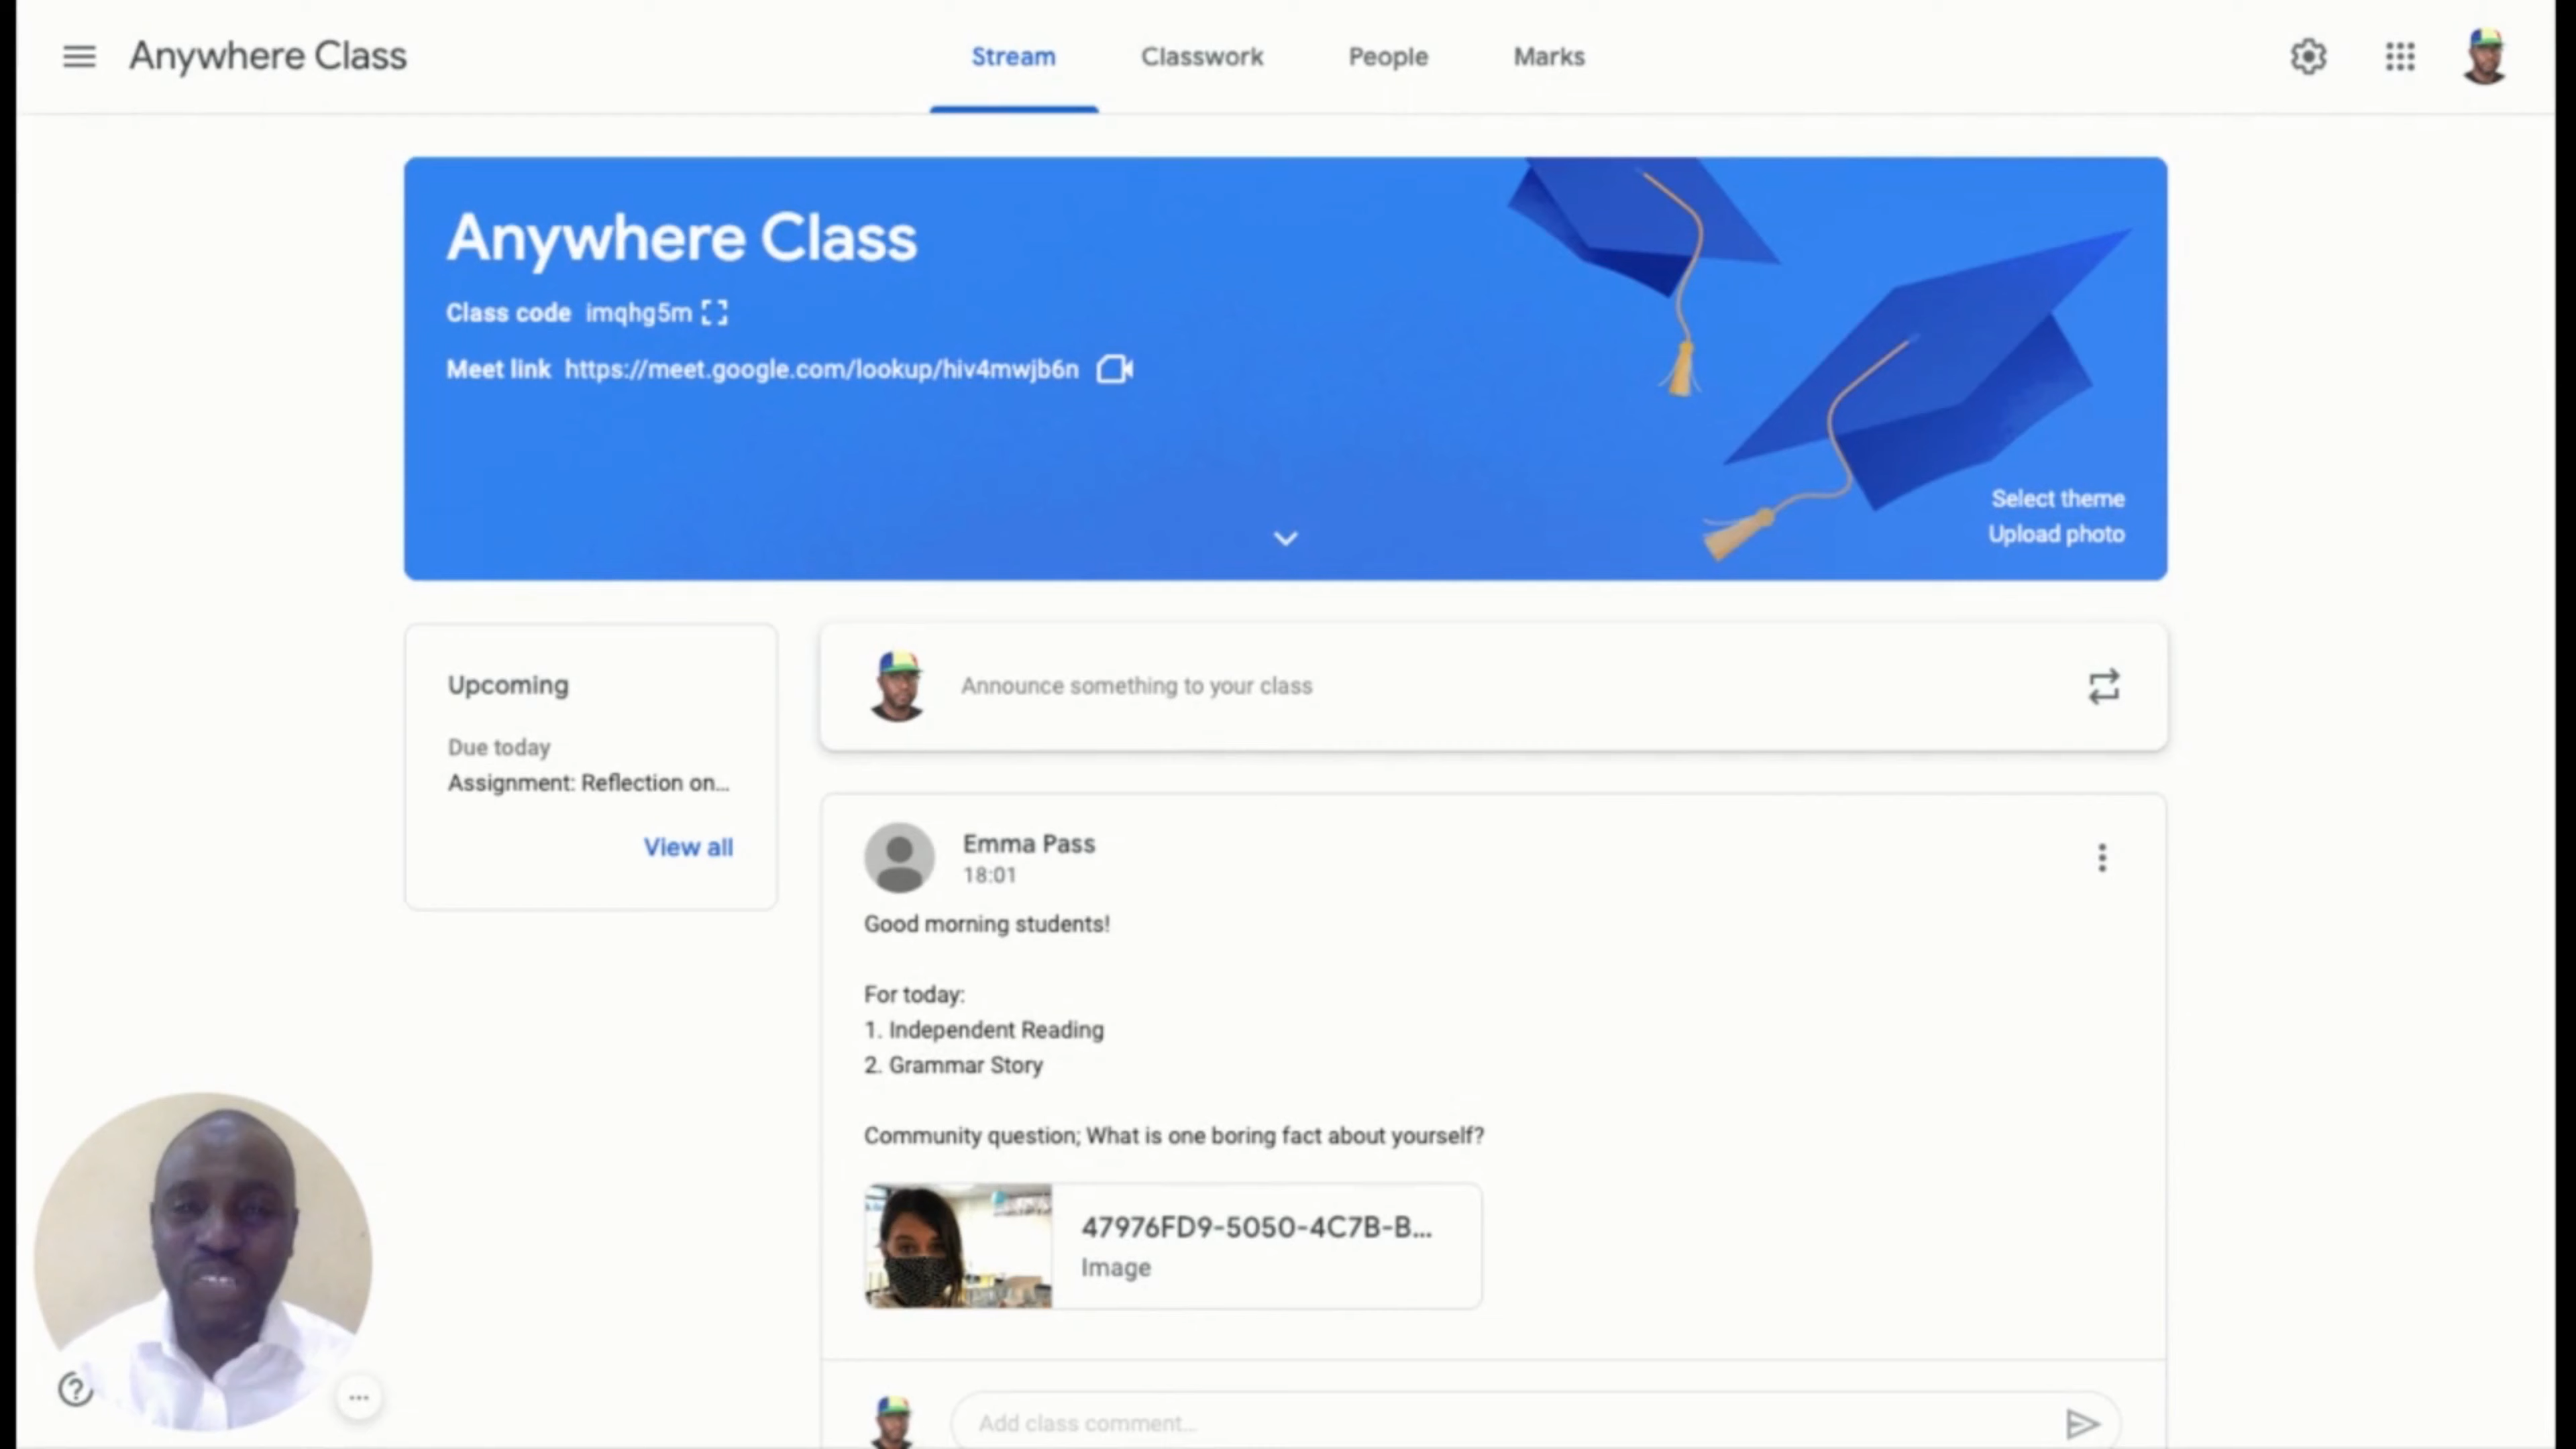 Anywhere Class
Stream
Classwork
People
Marks
Anywhere Class
Class code imqhg5m
Meet link https://meet.google.com/lookup/hiv4mwjb6n
Select theme
Upload photo
Upcoming
Due today
Assignment: Reflection on...
View all
Announce something to your class
Emma Pass
18:01
Good morning students!
For today:
1. Independent Reading
2. Grammar Story
Community question; What is one boring fact about yourself?
47976FD9-5050-4C7B-B...
Image
Add class comment...